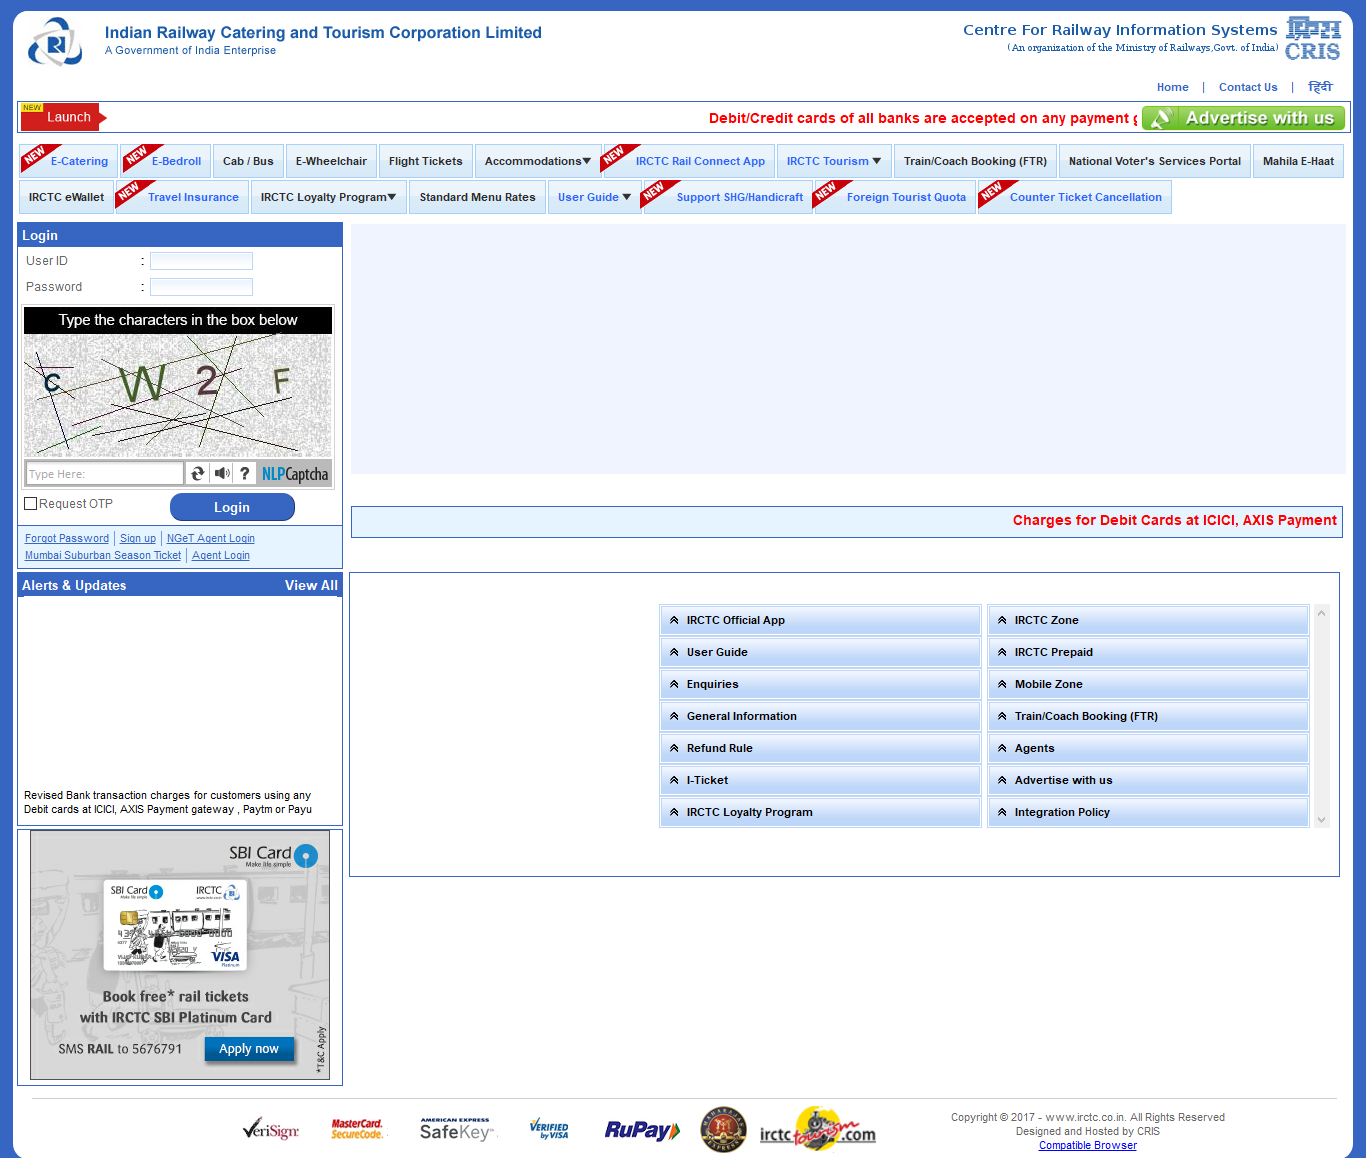 Indian Railway Catering and Tourism Corporation Limited
A Government of India Enterprise
Centre For Railway Information Systems
(An organization of the Ministry of Railways,Govt. of India)
CRIS
Home | Contact Us | हिंदी
NEW
Launch
Debit/Credit cards of all banks are accepted on any payment
Advertise with us
NEW E-Catering NEW E-Bedroll Cab / Bus E-Wheelchair Flight Tickets Accommodations NEW IRCTC Rail Connect App IRCTC Tourism Train/Coach Booking (FTR) National Voter's Services Portal Mahila E-Haat
IRCTC eWallet NEW Travel Insurance IRCTC Loyalty Program Standard Menu Rates User Guide NEW Support SHG/Handicraft NEW Foreign Tourist Quota NEW Counter Ticket Cancellation
Login
User ID :
Password :
Type the characters in the box below
C W 2 F
Type Here:
? NLPCaptcha
Request OTP
Login
Forgot Password | Sign up | NGeT Agent Login
Mumbai Suburban Season Ticket | Agent Login
Charges for Debit Cards at ICICI, AXIS Payment
Alerts & Updates View All
Revised Bank transaction charges for customers using any
Debit cards at ICICI, AXIS Payment gateway , Paytm or Payu
IRCTC Official App
User Guide
Enquiries
General Information
Refund Rule
I-Ticket
IRCTC Loyalty Program
IRCTC Zone
IRCTC Prepaid
Mobile Zone
Train/Coach Booking (FTR)
Agents
Advertise with us
Integration Policy
SBI Card
Make life simple
SBI Card
Make life simple
IRCTC
VISA
Platinum
Book free* rail tickets
with IRCTC SBI Platinum Card
SMS RAIL to 5676791
Apply now
*T&C Apply
VeriSign
MasterCard.
SecureCode.
AMERICAN EXPRESS
SafeKey
VERIFIED
by VISA
RuPay
irctc tourism.com
Copyright © 2017 - www.irctc.co.in. All Rights Reserved
Designed and Hosted by CRIS
Compatible Browser